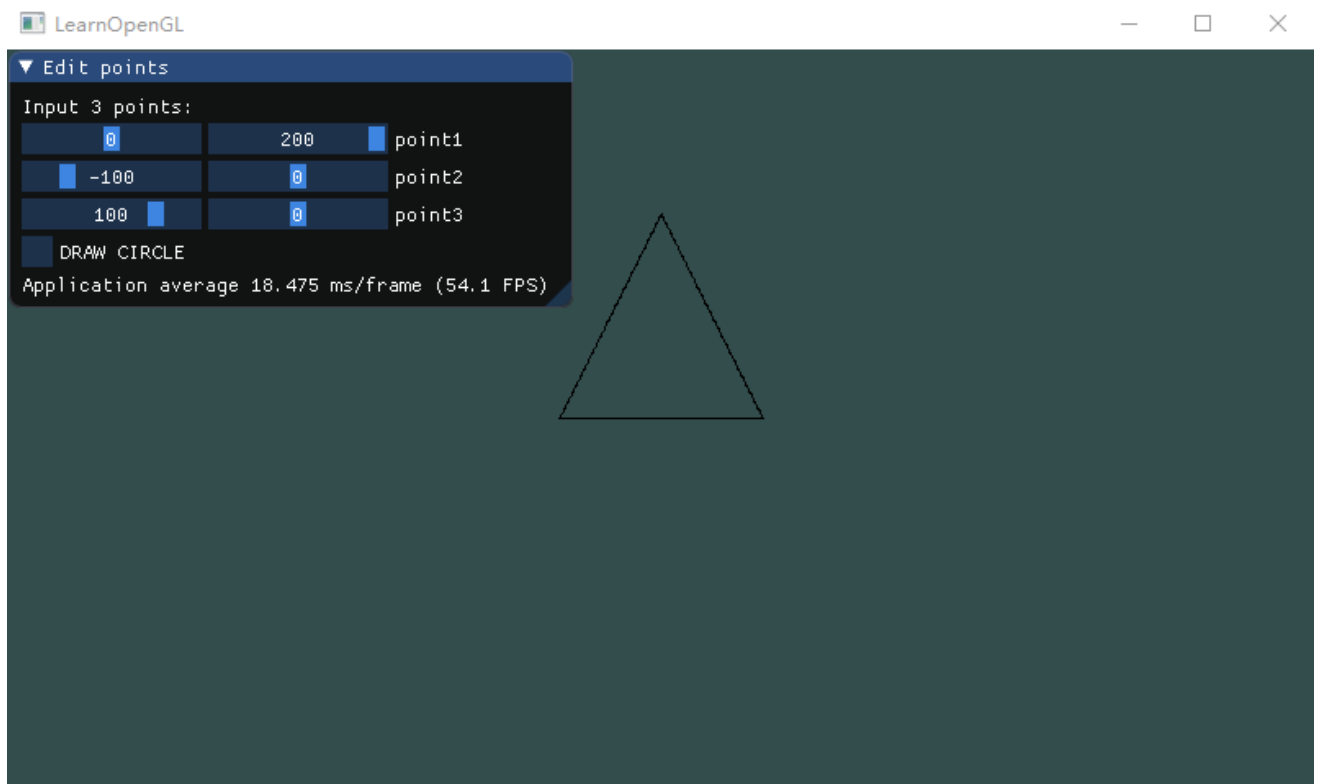 LearnOpenGL
Edit points
Input 3 points:
0 200 point1
-100 0 point2
100 0 point3
DRAW CIRCLE
Application average 18.475 ms/frame (54.1 FPS)